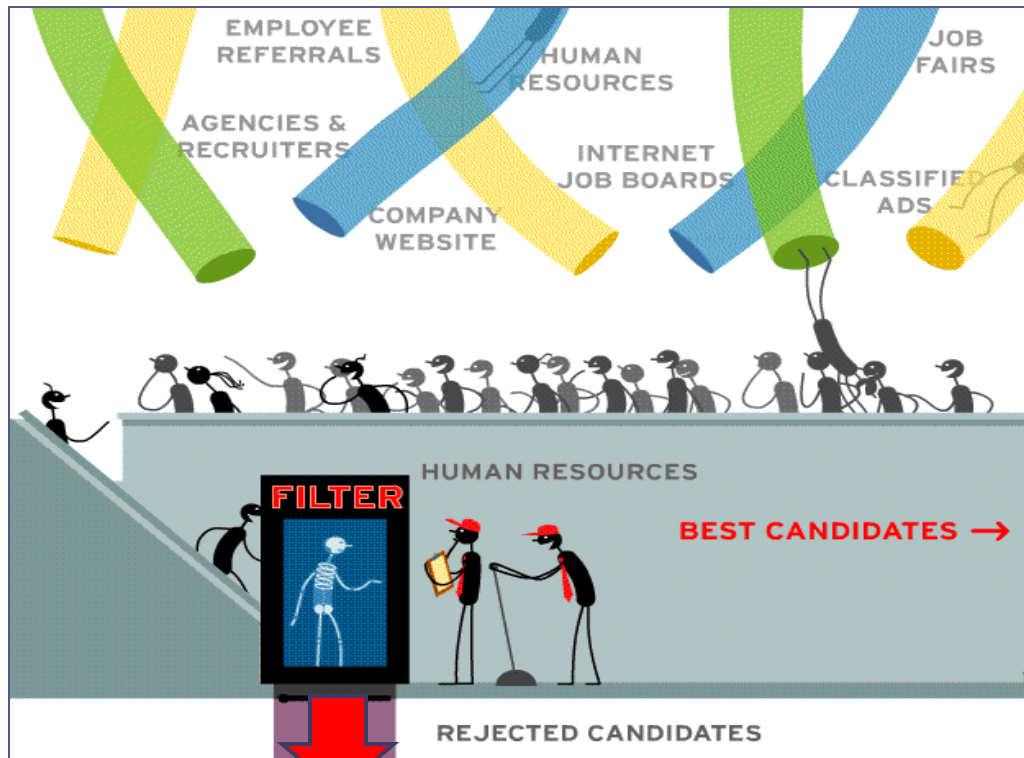 EMPLOYEE
REFERRALS
HUMAN
RESOURCES
JOB
FAIRS
AGENCIES &
RECRUITERS
INTERNET
JOB BOARDS
CLASSIFIED
ADS
COMPANY
WEBSITE
HUMAN RESOURCES
FILTER
BEST CANDIDATES →
REJECTED CANDIDATES